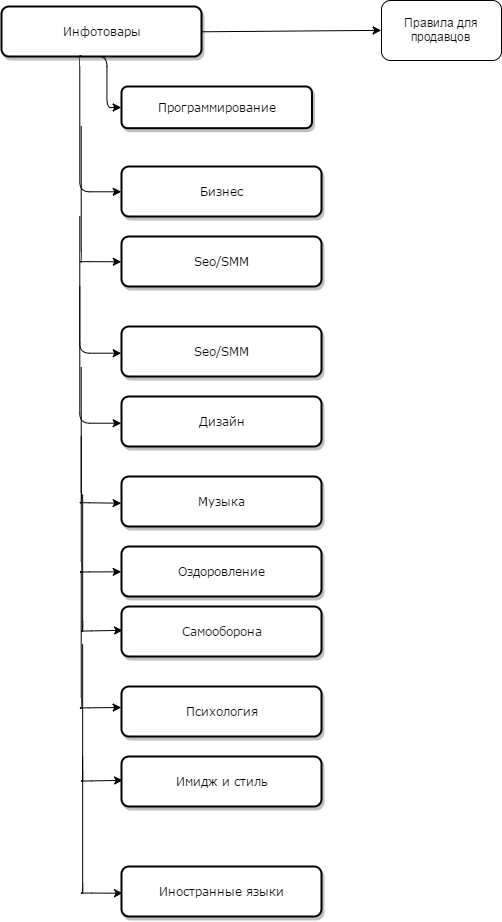 Инфотовары
Правила для
продавцов
Программирование
Бизнес
Seo/SMM
Seo/SMM
Дизайн
Музыка
Оздоровление
Самооборона
Психология
Имидж и стиль
Иностранные языки